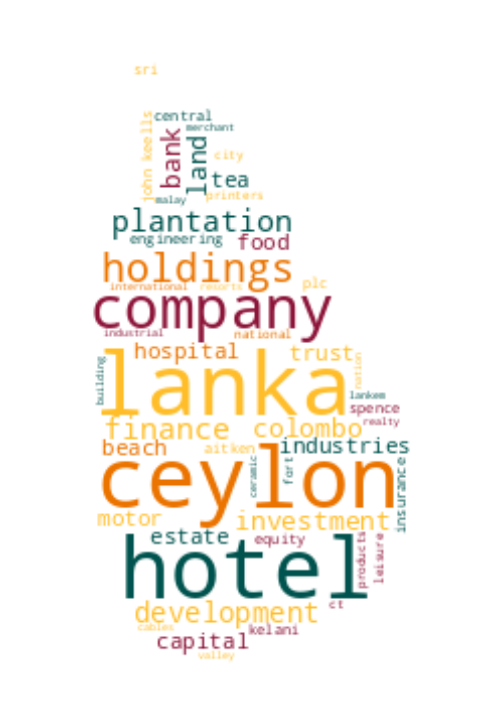 sri
central
merchant
john keells
bank
land
city
tea
printers
malay
plantation
engineering
food
holdings
international
resorts
plc
company
industrial
national
hospital
trust
nation
building
lanka
lankem
spence
realty
finance
colombo
beach
aitken
industries
ceramic
fort
insurance
ceylon
motor
investment
estate
equity
products
leisure
hotel
development
ct
cables
kelani
capital
valley